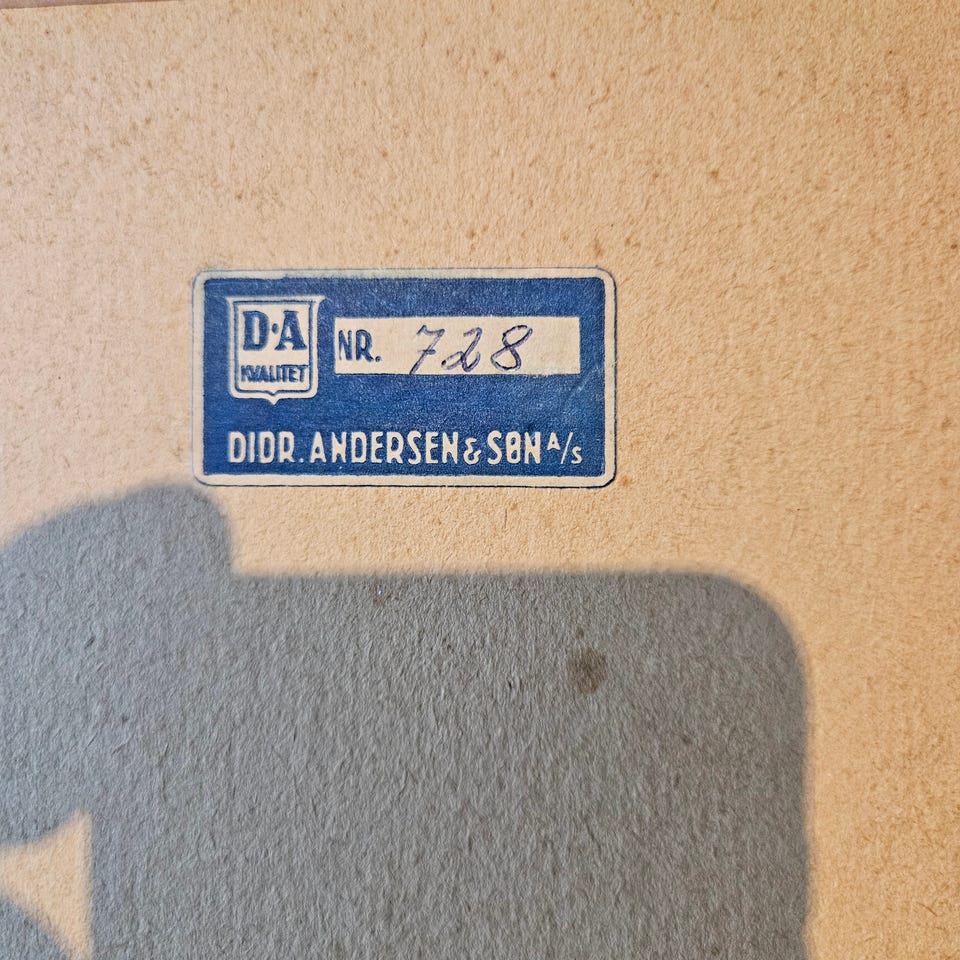 D·A
KVALITET
NR. 728
DIDR. ANDERSEN & SØN A/S